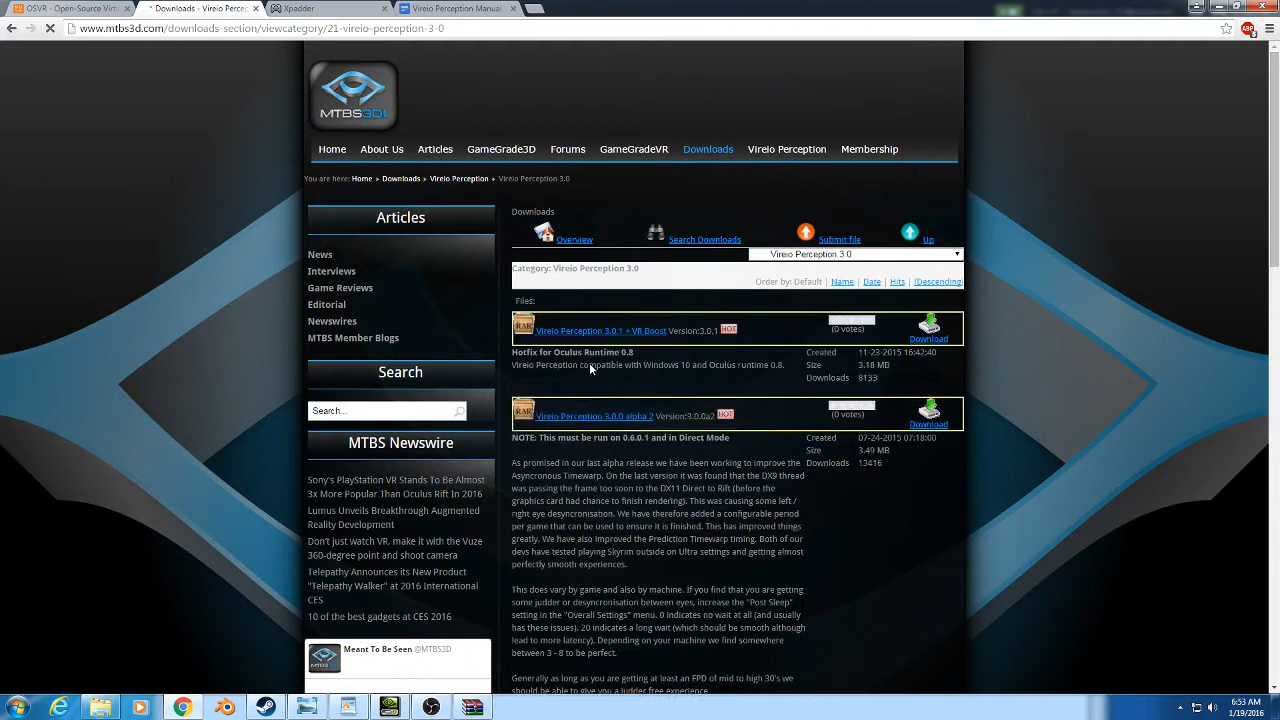 OSVR - Open-Source Virt
Downloads - Vireio Percep
Xpadder
Vireio Perception Manual
www.mtbs3d.com/downloads-section/viewcategory/21-vireio-perception-3-0
MTBS3D!
Home About Us Articles GameGrade3D Forums GameGradeVR Downloads Vireio Perception Membership
You are here: Home Downloads Vireio Perception Vireio Perception 3.0
Articles
News
Interviews
Game Reviews
Editorial
Newswires
MTBS Member Blogs
Search
Search...
MTBS Newswire
Sony's PlayStation VR Stands To Be Almost
3x More Popular Than Oculus Rift In 2016
Lumus Unveils Breakthrough Augmented
Reality Development
Don't just watch VR, make it with the Vuze
360-degree point and shoot camera
Telepathy Announces its New Product
"Telepathy Walker" at 2016 International
CES
10 of the best gadgets at CES 2016
Meant To Be Seen @MTBS3D
Downloads
Overview Search Downloads Submit file Up
Vireio Perception 3.0
Category: Vireio Perception 3.0
Order by: Default | Name | Date | Hits | [Descending]
Files:
RAR Vireio Perception 3.0.1 + VR Boost Version:3.0.1 HOT
(0 votes)
Download
Hotfix for Oculus Runtime 0.8
Vireio Perception compatible with Windows 10 and Oculus runtime 0.8.
Created 11-23-2015 16:42:40
Size 3.18 MB
Downloads 8133
RAR Vireio Perception 3.0.0 alpha 2 Version:3.0.0a2 HOT
(0 votes)
Download
NOTE: This must be run on 0.6.0.1 and in Direct Mode
Created 07-24-2015 07:18:00
Size 3.49 MB
Downloads 13416
As promised in our last alpha release we have been working to improve the
Asyncronous Timewarp. On the last version it was found that the DX9 thread
was passing the frame too soon to the DX11 Direct to Rift (before the
graphics card had chance to finish rendering). This was causing some left /
right eye desyncronisation. We have therefore added a configurable period
per game that can be used to ensure it is finished. This has improved things
greatly. We have also improved the Prediction Timewarp timing. Both of our
devs have tested playing Skyrim outside on Ultra settings and getting almost
perfectly smooth experiences.
This does vary by game and also by machine. If you find that you are getting
some judder or desyncronisation between eyes, increase the "Post Sleep"
setting in the "Overall Settings" menu. 0 indicates no wait at all (and usually
has these issues). 20 indicates a long wait (which should be smooth although
lead to more latency). Depending on your machine we find somewhere
between 3 - 8 to be perfect.
Generally as long as you are getting at least an FPD of mid to high 30's we
should be able to give you a judder free experience.
6:53 AM
1/19/2016